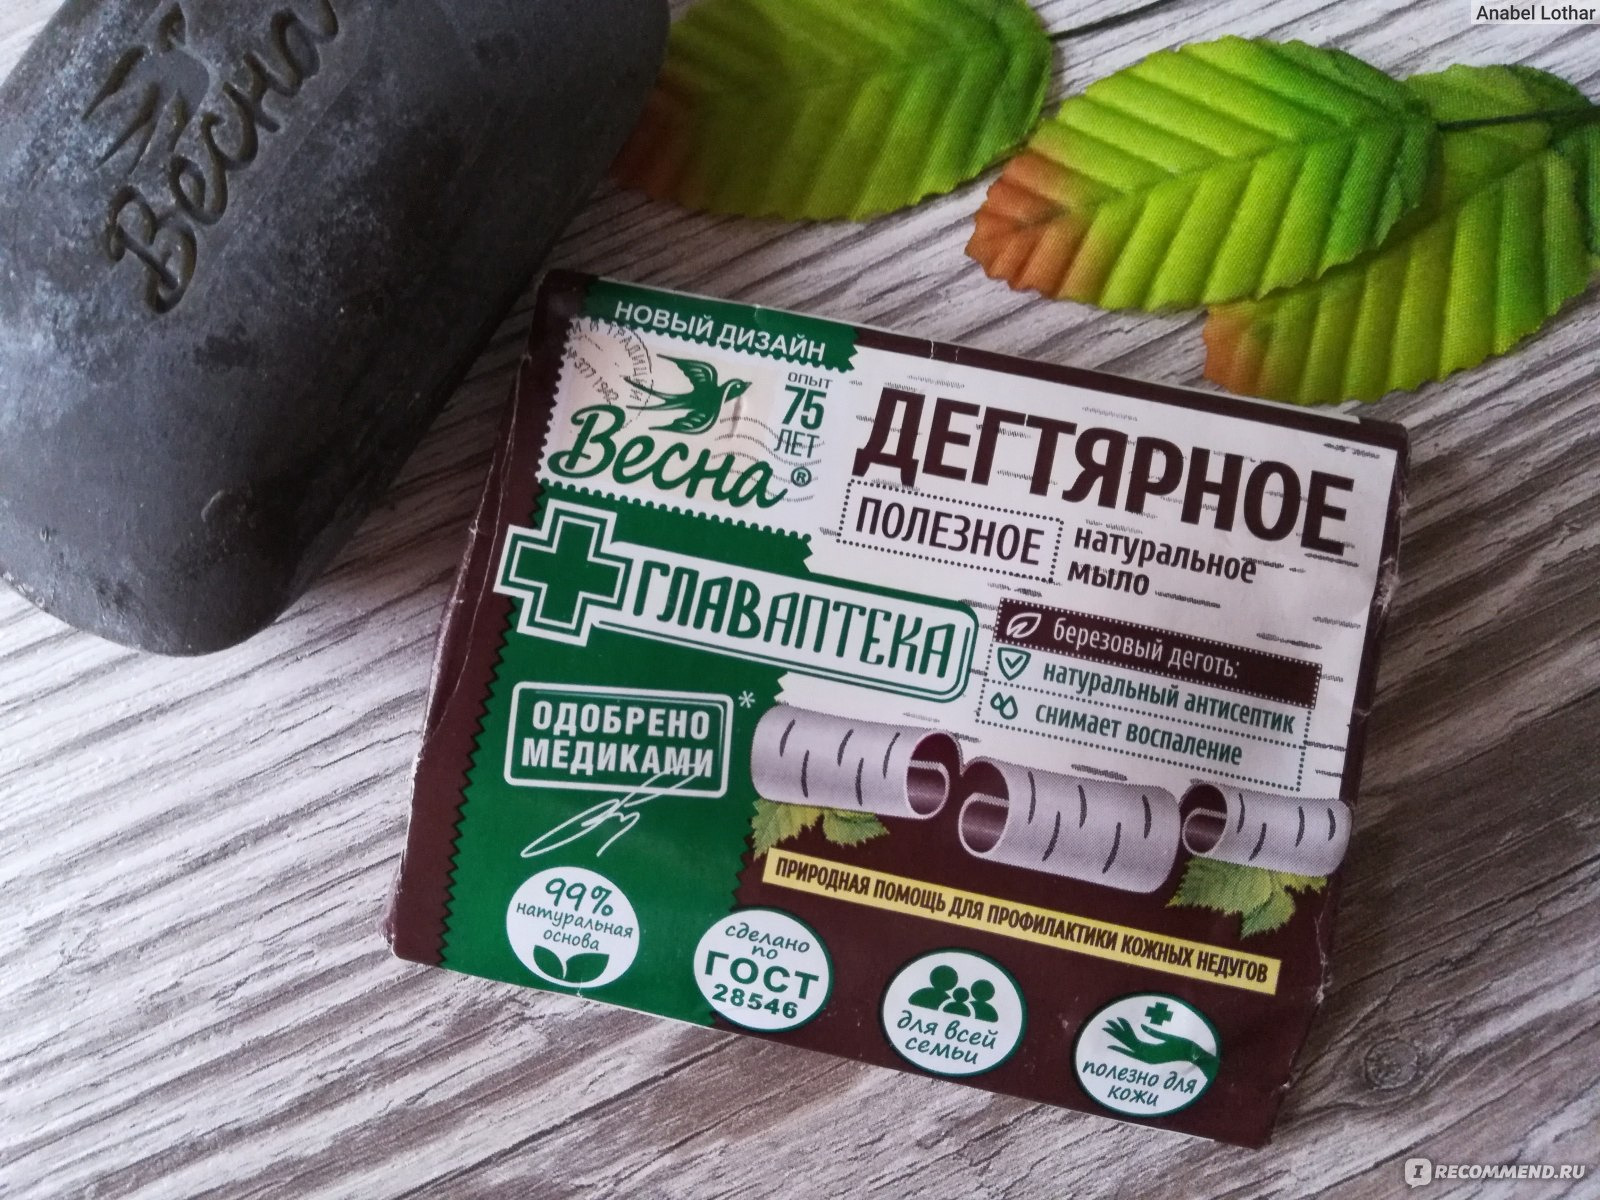 Anabel Lothar
Весна
НОВЫЙ ДИЗАЙН
ОПЫТ
75
ЛЕТ
Весна®
ДЕГТЯРНОЕ
ПОЛЕЗНОЕ
натуральное
мыло
ГЛАВАПТЕКА
березовый деготь:
натуральный антисептик
снимает воспаление
ОДОБРЕНО
МЕДИКАМИ
*
ПРИРОДНАЯ ПОМОЩЬ ДЛЯ ПРОФИЛАКТИКИ КОЖНЫХ НЕДУГОВ
99%
натуральная
основа
сделано
по
ГОСТ
28546
для всей
семьи
полезно для
кожи
IRECOMMEND.RU